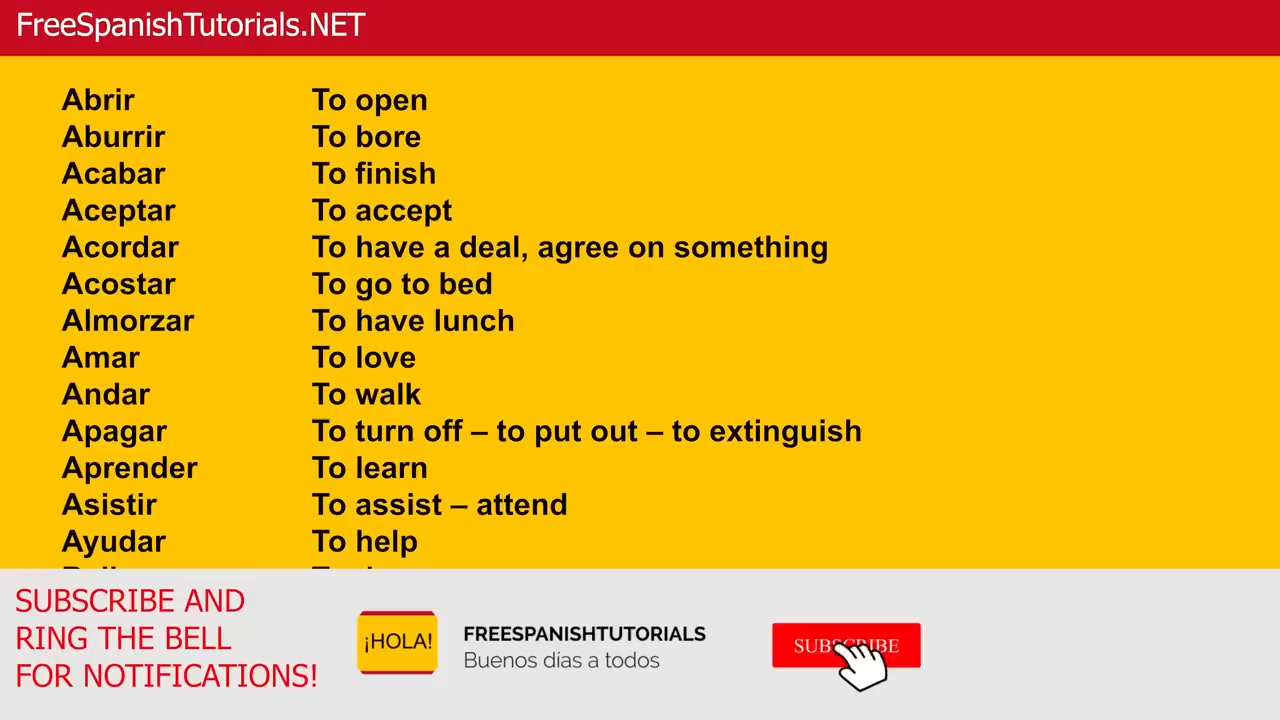 FreeSpanishTutorials.NET
Abrir To open
Aburrir To bore
Acabar To finish
Aceptar To accept
Acordar To have a deal, agree on something
Acostar To go to bed
Almorzar To have lunch
Amar To love
Andar To walk
Apagar To turn off – to put out – to extinguish
Aprender To learn
Asistir To assist – attend
Ayudar To help
SUBSCRIBE AND
RING THE BELL
FOR NOTIFICATIONS!
¡HOLA!
FREESPANISHTUTORIALS
Buenos días a todos
SUBSCRIBE